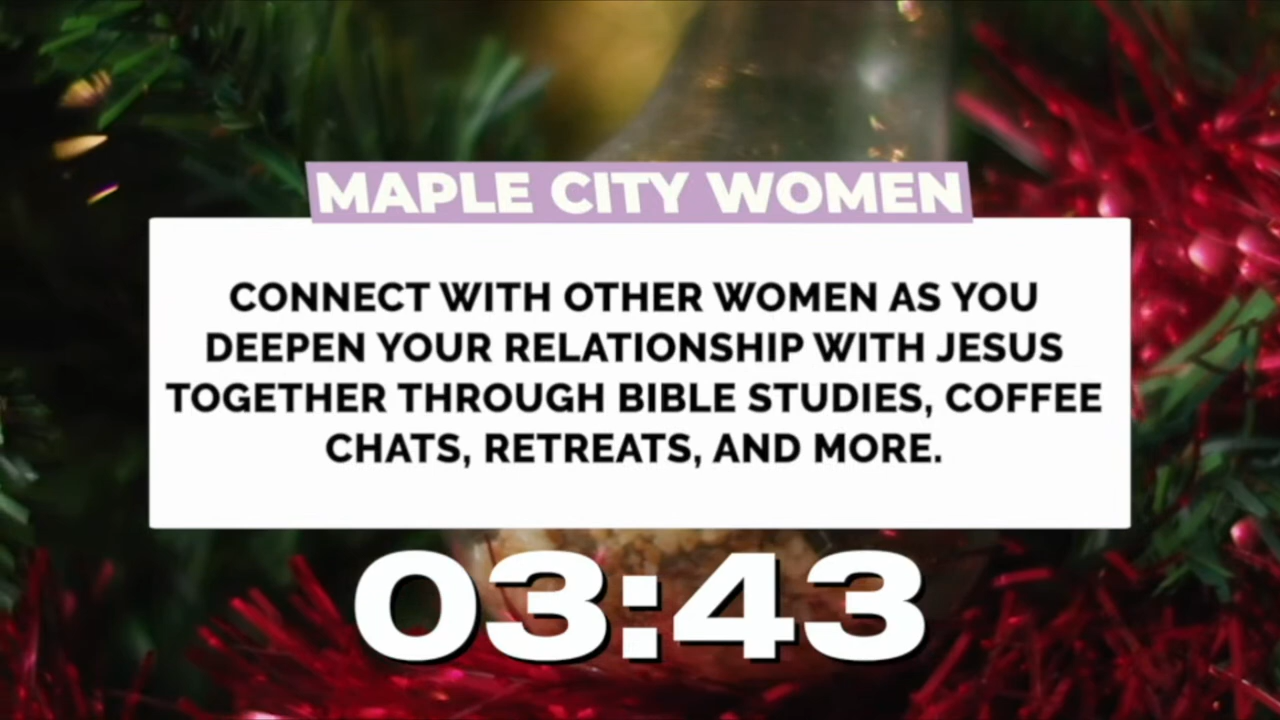 MAPLE CITY WOMEN
CONNECT WITH OTHER WOMEN AS YOU
DEEPEN YOUR RELATIONSHIP WITH JESUS
TOGETHER THROUGH BIBLE STUDIES, COFFEE
CHATS, RETREATS, AND MORE.
03:43